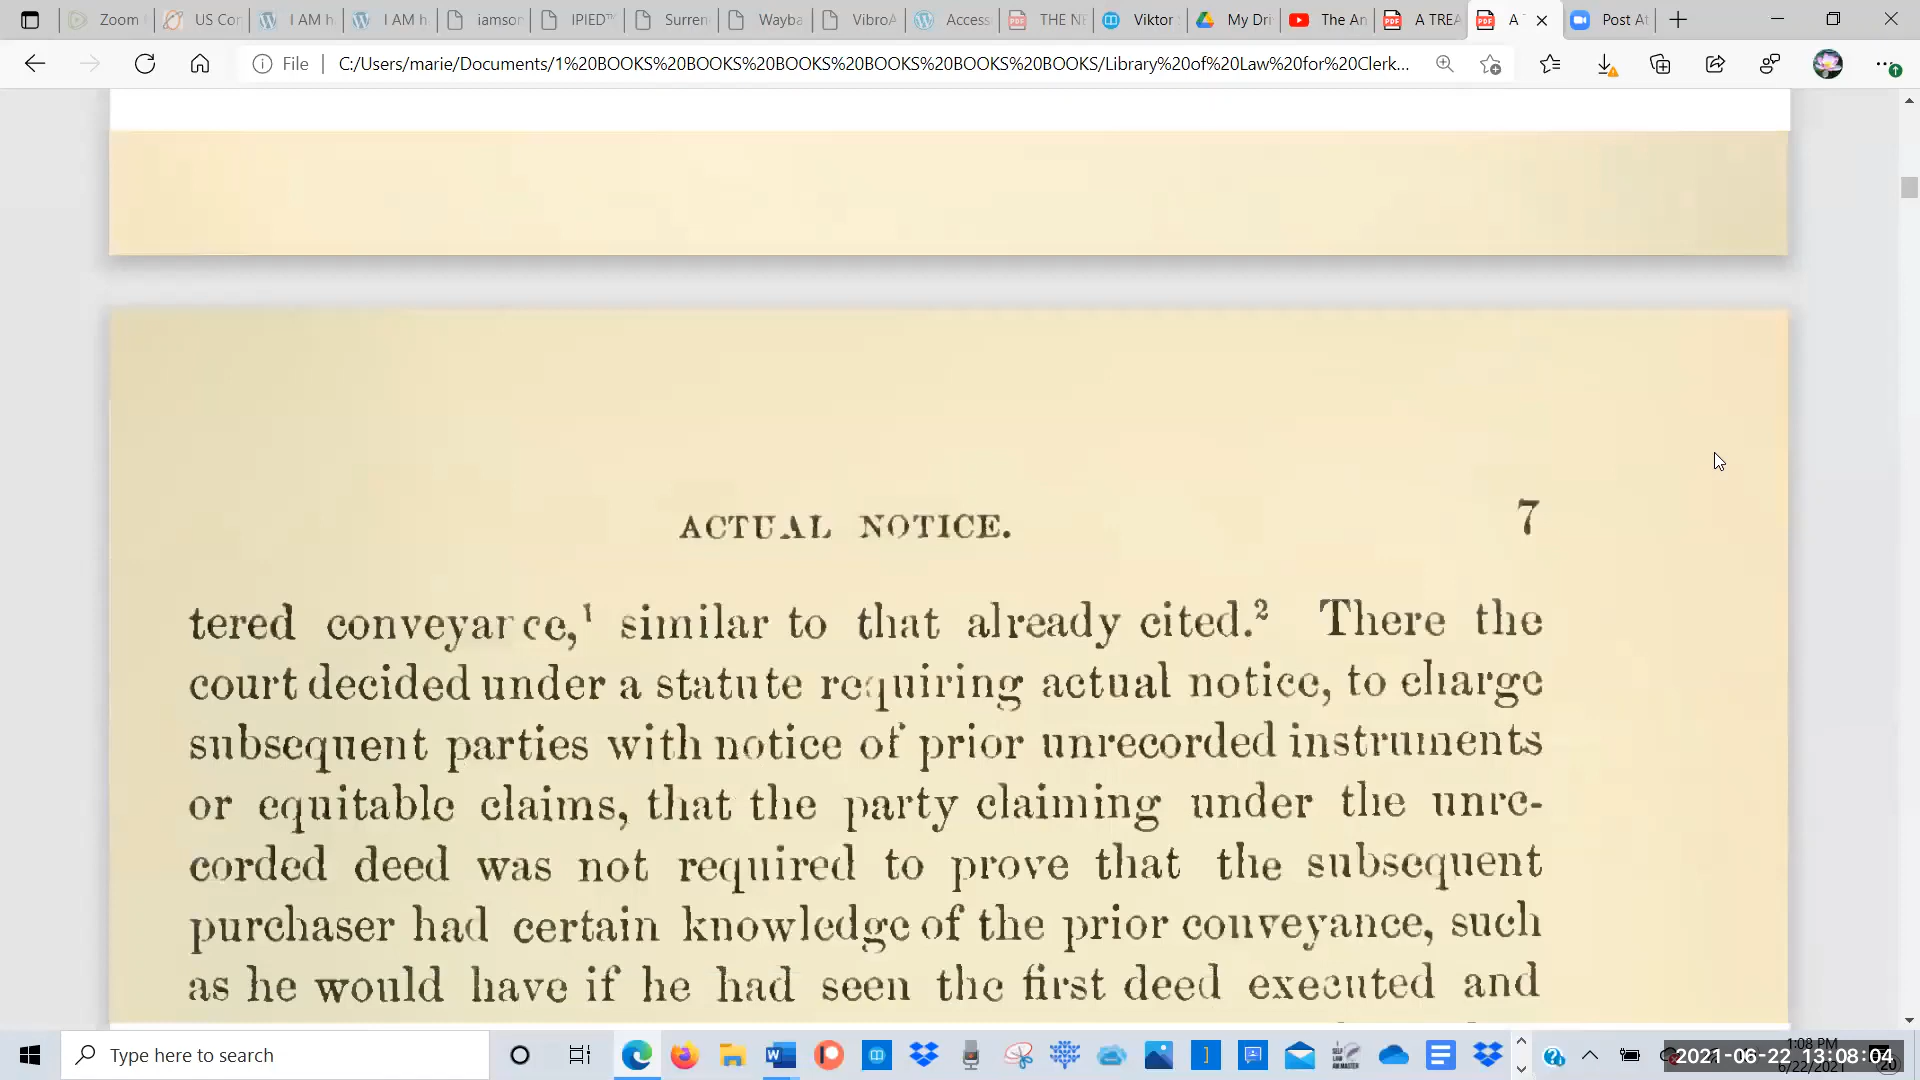 Zoom
US Cor
I AM h
I AM h
iamson
IPIED™
Surren
Wayba
VibroA
Access
THE NE
Viktor
My Dri
The An
A TREA
A
Post At
File
C:/Users/marie/Documents/1%20BOOKS%20BOOKS%20BOOKS%20BOOKS%20BOOKS%20BOOKS/Library%20of%20Law%20for%20Clerk...
ACTUAL NOTICE. 7
tered conveyance,¹ similar to that already cited.² There the
court decided under a statute requiring actual notice, to charge
subsequent parties with notice of prior unrecorded instruments
or equitable claims, that the party claiming under the unre-
corded deed was not required to prove that the subsequent
purchaser had certain knowledge of the prior conveyance, such
as he would have if he had seen the first deed executed and
Type here to search
1:08 PM
2021-06-22 13:08:04